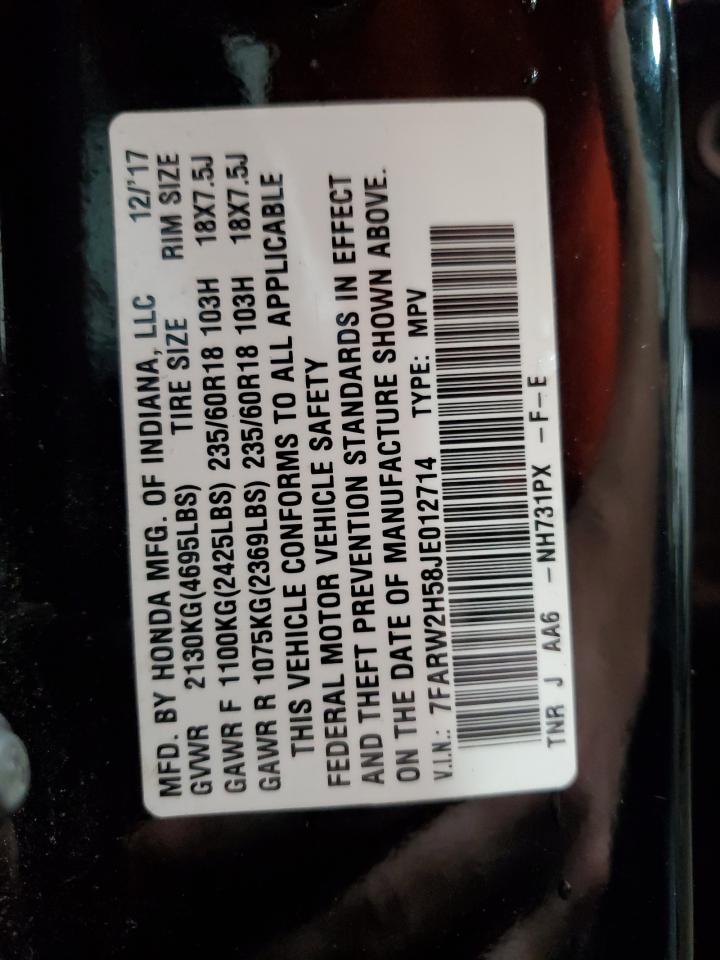 MFD. BY HONDA MFG. OF INDIANA, LLC 12/'17
GVWR 2130KG(4695LBS) TIRE SIZE RIM SIZE
GAWR F 1100KG(2425LBS) 235/60R18 103H 18X7.5J
GAWR R 1075KG(2369LBS) 235/60R18 103H 18X7.5J
THIS VEHICLE CONFORMS TO ALL APPLICABLE
FEDERAL MOTOR VEHICLE SAFETY
AND THEFT PREVENTION STANDARDS IN EFFECT
ON THE DATE OF MANUFACTURE SHOWN ABOVE.
V.I.N.: 7FARW2H58JE012714 TYPE: MPV
TNR J AA6 -NH731PX -F-E